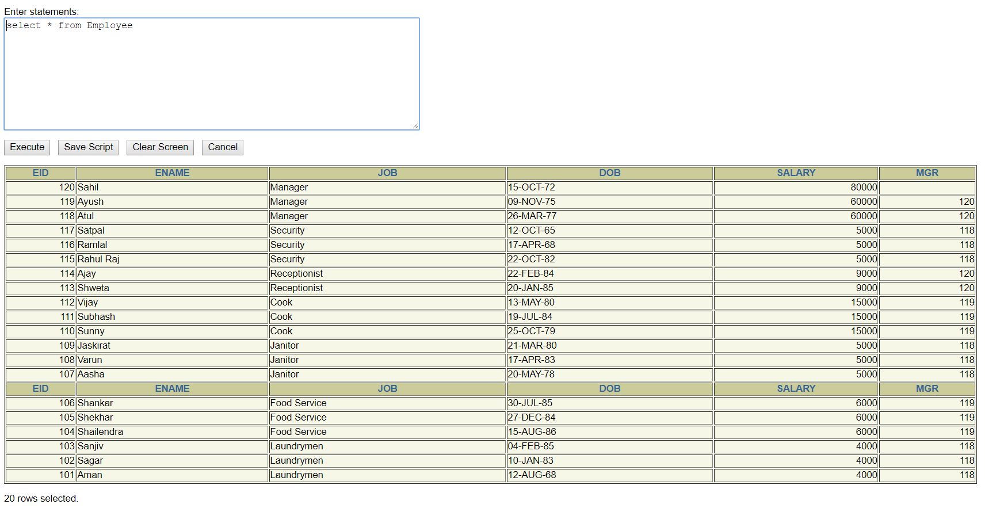 Enter statements:
select * from Employee
Execute Save Script Clear Screen Cancel
EID ENAME JOB DOB SALARY MGR
120 Sahil Manager 15-OCT-72 80000
119 Ayush Manager 09-NOV-75 60000 120
118 Atul Manager 26-MAR-77 60000 120
117 Satpal Security 12-OCT-65 5000 118
116 Ramlal Security 17-APR-68 5000 118
115 Rahul Raj Security 22-OCT-82 5000 118
114 Ajay Receptionist 22-FEB-84 9000 120
113 Shweta Receptionist 20-JAN-85 9000 120
112 Vijay Cook 13-MAY-80 15000 119
111 Subhash Cook 19-JUL-84 15000 119
110 Sunny Cook 25-OCT-79 15000 119
109 Jaskirat Janitor 21-MAR-80 5000 118
108 Varun Janitor 17-APR-83 5000 118
107 Aasha Janitor 20-MAY-78 5000 118
EID ENAME JOB DOB SALARY MGR
106 Shankar Food Service 30-JUL-85 6000 119
105 Shekhar Food Service 27-DEC-84 6000 119
104 Shailendra Food Service 15-AUG-86 6000 119
103 Sanjiv Laundrymen 04-FEB-85 4000 118
102 Sagar Laundrymen 10-JAN-83 4000 118
101 Aman Laundrymen 12-AUG-68 4000 118
20 rows selected.